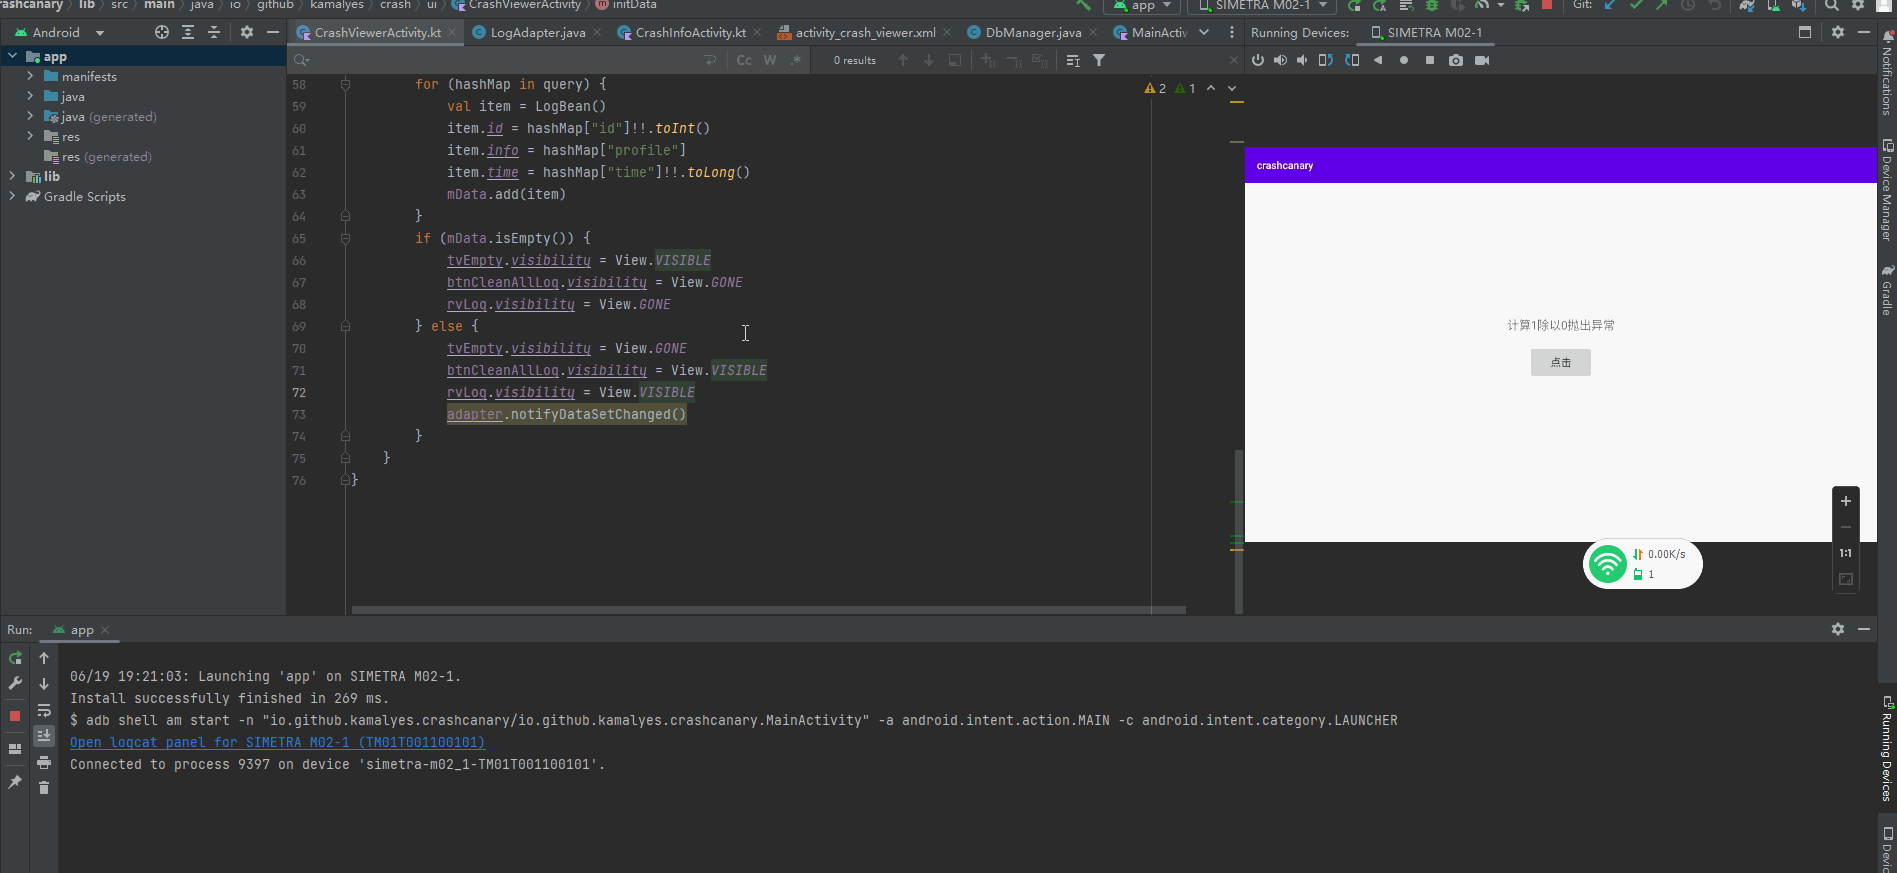 rashcanary lib src main java io github kamalyes crash ui CrashViewerActivity initData
app SIMETRA M02-1 Git:
Android
CrashViewerActivity.kt LogAdapter.java CrashInfoActivity.kt activity_crash_viewer.xml DbManager.java MainActiv
Running Devices: SIMETRA M02-1
Cc W .* 0 results
app
manifests
java
java (generated)
res
res (generated)
lib
Gradle Scripts
2 1
58 for (hashMap in query) {
59 val item = LogBean()
60 item.id = hashMap["id"]!!.toInt()
61 item.info = hashMap["profile"]
62 item.time = hashMap["time"]!!.toLong()
63 mData.add(item)
64 }
65 if (mData.isEmpty()) {
66 tvEmpty.visibility = View.VISIBLE
67 btnCleanAllLog.visibility = View.GONE
68 rvLog.visibility = View.GONE
69 } else {
70 tvEmpty.visibility = View.GONE
71 btnCleanAllLog.visibility = View.VISIBLE
72 rvLog.visibility = View.VISIBLE
73 adapter.notifyDataSetChanged()
74 }
75 }
76 }
crashcanary
计算1除以0抛出异常
点击
1:1
0.00K/s
1
Notifications
Device Manager
Gradle
Running Devices
Devic
Run: app
06/19 19:21:03: Launching 'app' on SIMETRA M02-1.
Install successfully finished in 269 ms.
$ adb shell am start -n "io.github.kamalyes.crashcanary/io.github.kamalyes.crashcanary.MainActivity" -a android.intent.action.MAIN -c android.intent.category.LAUNCHER
Open logcat panel for SIMETRA M02-1 (TM01T001100101)
Connected to process 9397 on device 'simetra-m02_1-TM01T001100101'.